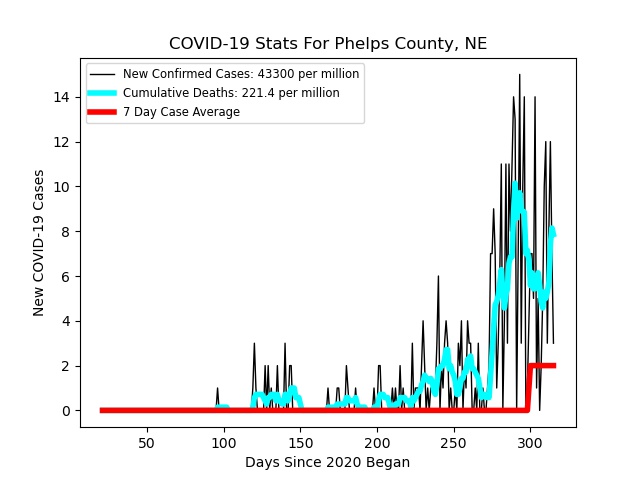 COVID-19 Stats For Phelps County, NE
New Confirmed Cases: 43300 per million
Cumulative Deaths: 221.4 per million
7 Day Case Average
14
12
10
8
6
4
2
0
New COVID-19 Cases
50 100 150 200 250 300
Days Since 2020 Began